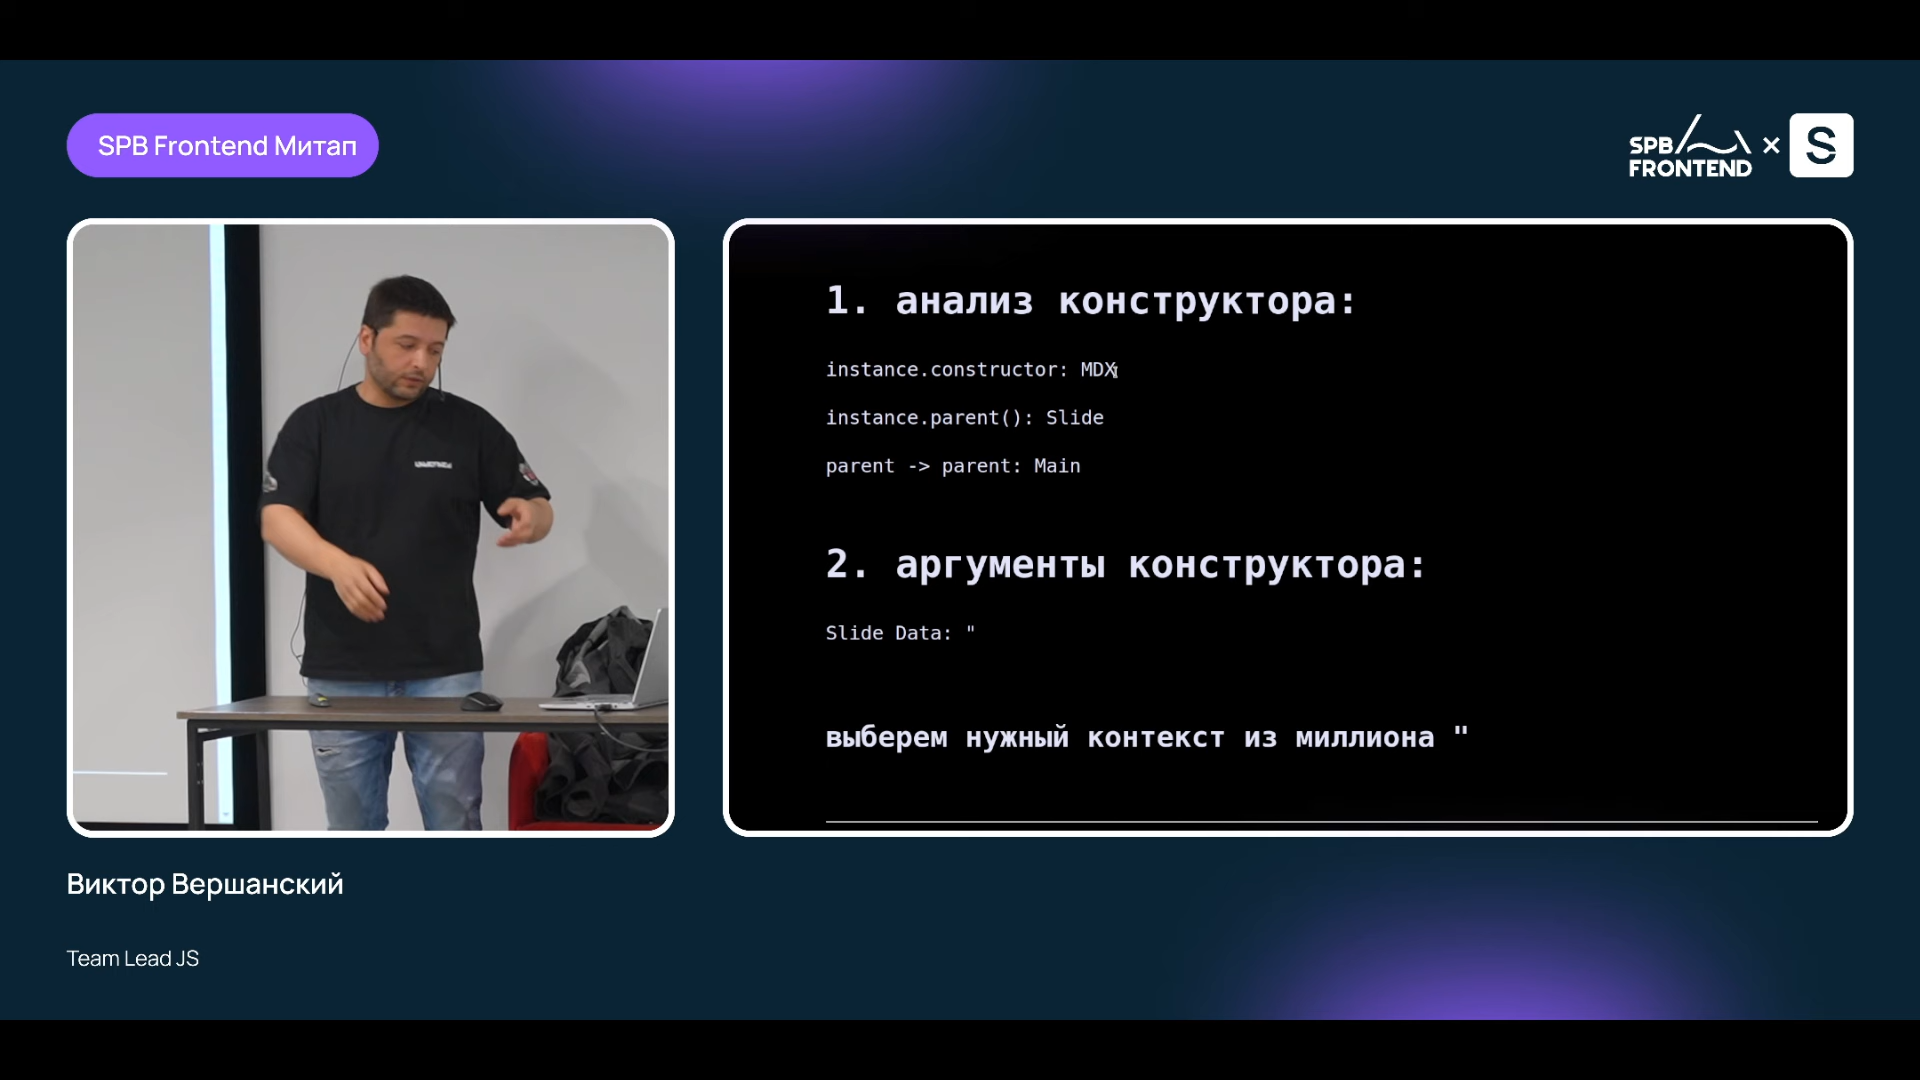 SPB Frontend Митап
SPB
FRONTEND
×
S
1. анализ конструктора:
instance.constructor: MDX
instance.parent(): Slide
parent -> parent: Main
2. аргументы конструктора:
Slide Data: "
выберем нужный контекст из миллиона "
Виктор Вершанский
Team Lead JS